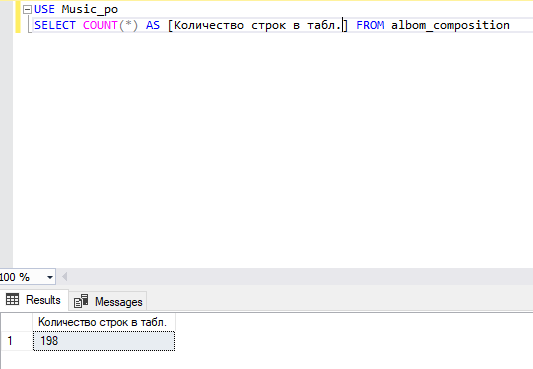 USE Music_po
SELECT COUNT(*) AS [Количество строк в табл.] FROM albom_composition
100 %
Results Messages
Количество строк в табл.
1 198